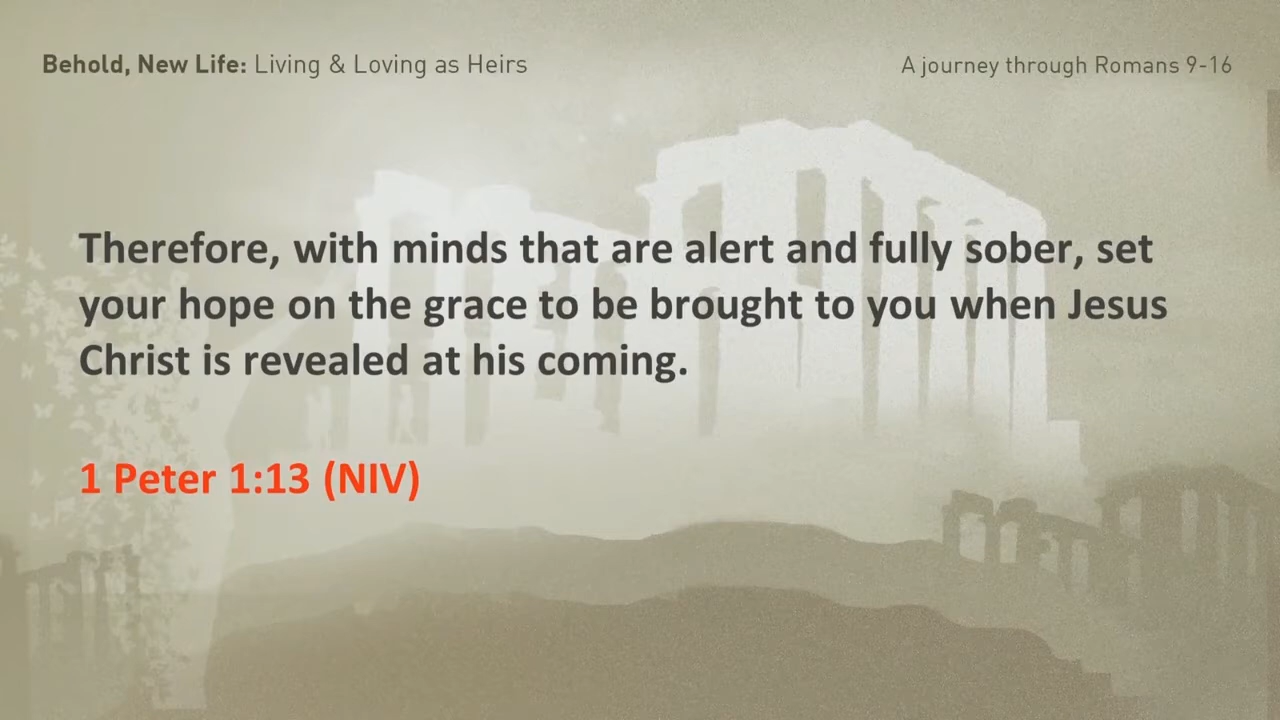 Behold, New Life: Living & Loving as Heirs
A journey through Romans 9-16
Therefore, with minds that are alert and fully sober, set
your hope on the grace to be brought to you when Jesus
Christ is revealed at his coming.
1 Peter 1:13 (NIV)